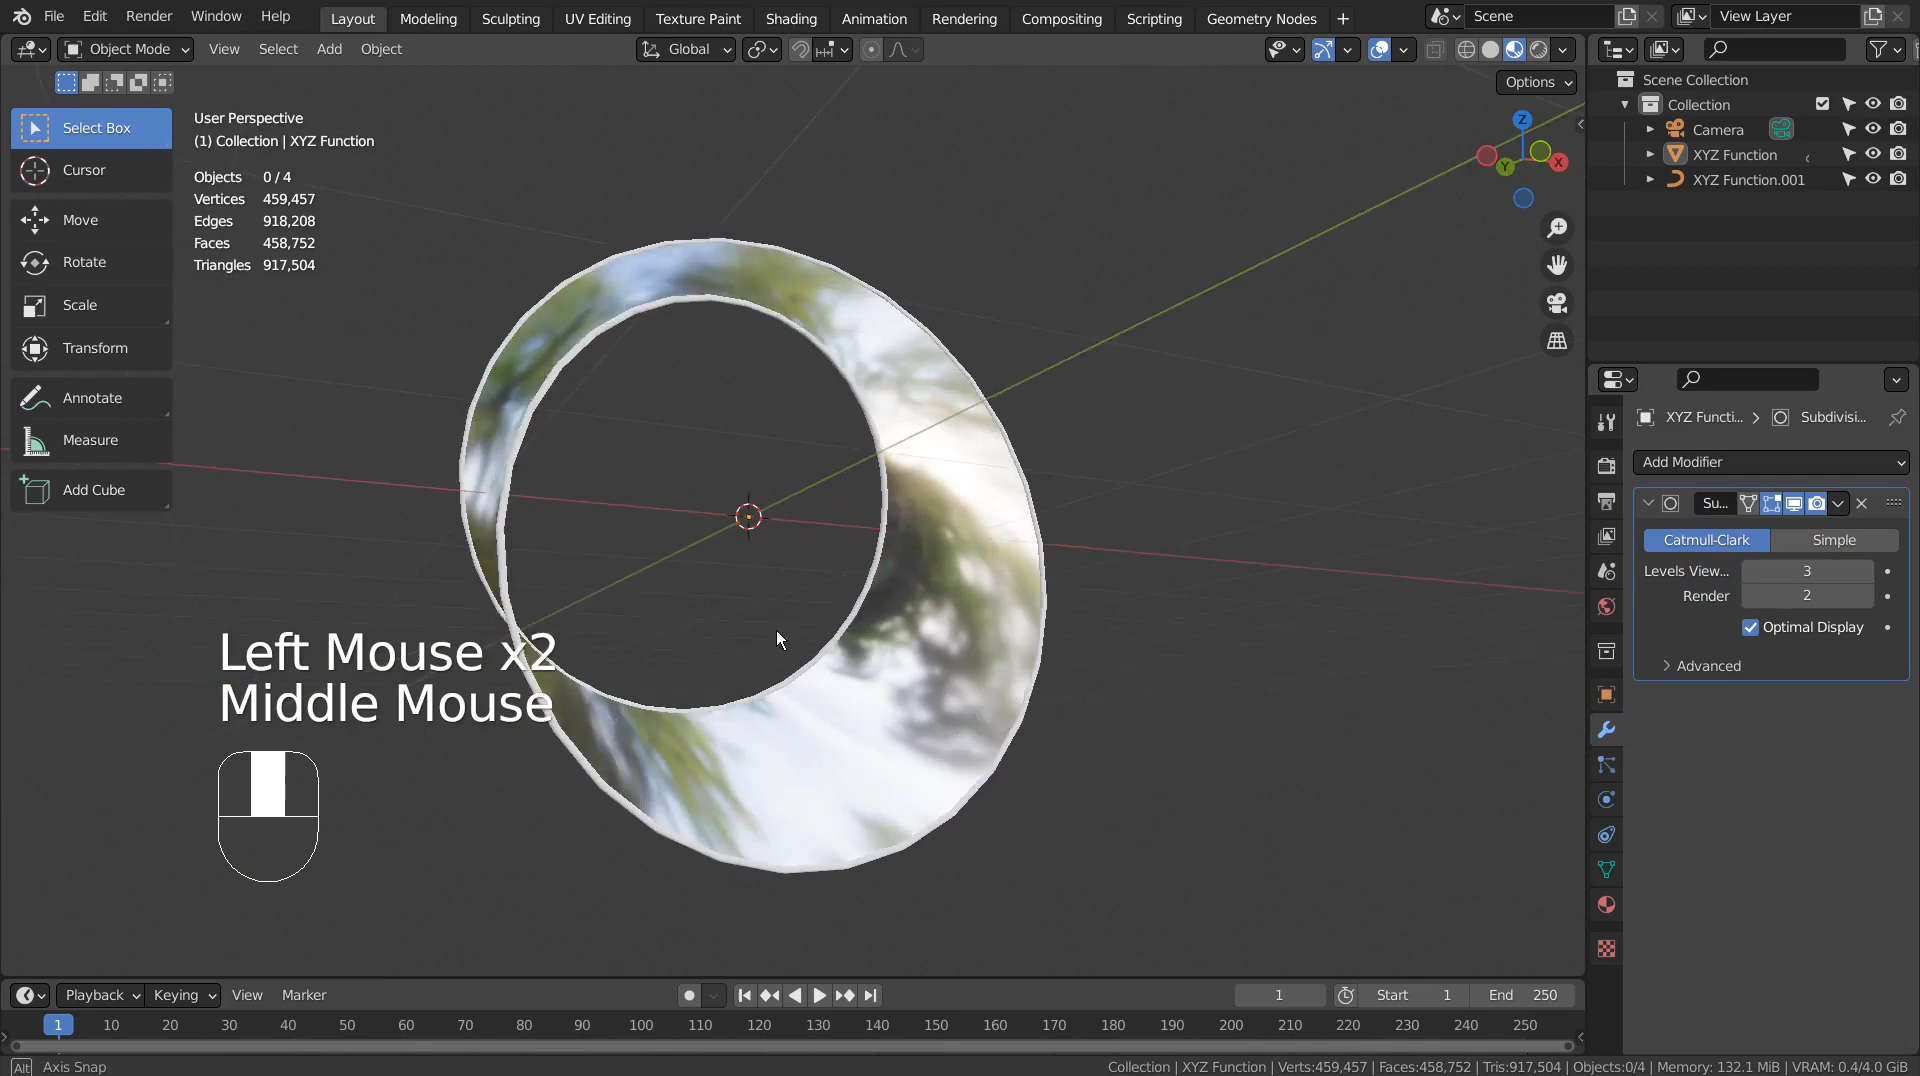 File Edit Render Window Help Layout Modeling Sculpting UV Editing Texture Paint Shading Animation Rendering Compositing Scripting Geometry Nodes + Scene View Layer
Object Mode View Select Add Object Global
Options
Select Box
Cursor
Move
Rotate
Scale
Transform
Annotate
Measure
Add Cube
User Perspective
(1) Collection | XYZ Function
Objects 0 / 4
Vertices 459,457
Edges 918,208
Faces 458,752
Triangles 917,504
Z
X
Y
Left Mouse x2
Middle Mouse
Scene Collection
Collection
Camera
XYZ Function
XYZ Function.001
XYZ Functi... > Subdivisi...
Add Modifier
Su...
Catmull-Clark Simple
Levels View... 3
Render 2
Optimal Display
Advanced
Playback Keying View Marker 1 Start 1 End 250
1 10 20 30 40 50 60 70 80 90 100 110 120 130 140 150 160 170 180 190 200 210 220 230 240 250
Alt Axis Snap Collection | XYZ Function | Verts:459,457 | Faces:458,752 | Tris:917,504 | Objects:0/4 | Memory: 132.1 MiB | VRAM: 0.4/4.0 GiB